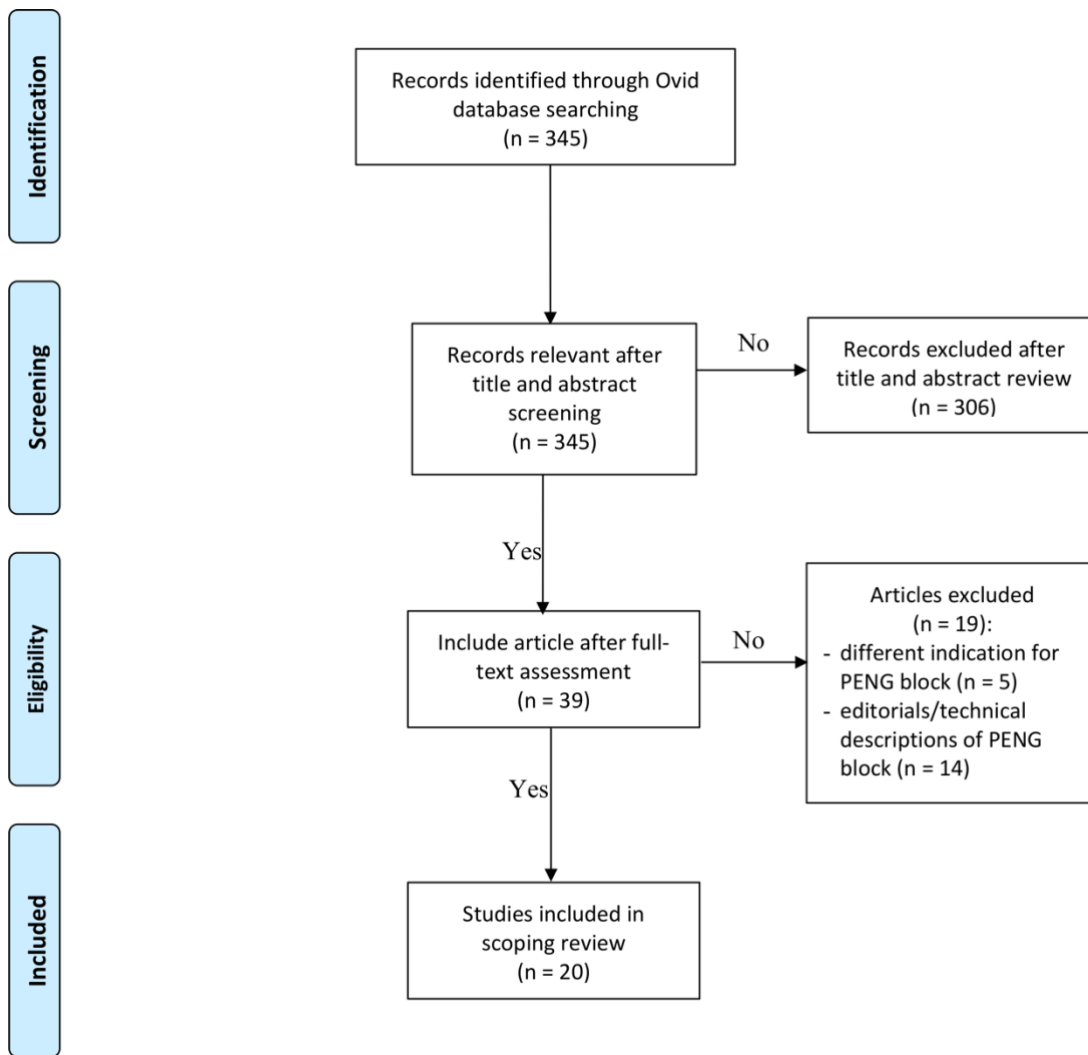 Identification
Records identified through Ovid
database searching
(n = 345)
Screening
Records relevant after
title and abstract
screening
(n = 345)
No
Records excluded after
title and abstract review
(n = 306)
Yes
Eligibility
Include article after full-
text assessment
(n = 39)
No
Articles excluded
(n = 19):
- different indication for
PENG block (n = 5)
- editorials/technical
descriptions of PENG
block (n = 14)
Yes
Included
Studies included in
scoping review
(n = 20)